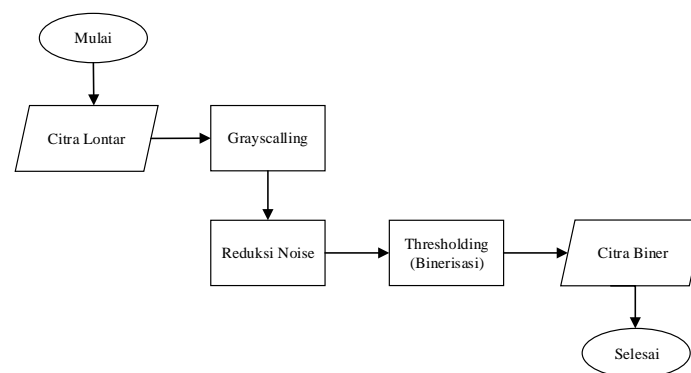 Mulai
Citra Lontar
Grayscalling
Reduksi Noise
Thresholding
(Binerisasi)
Citra Biner
Selesai